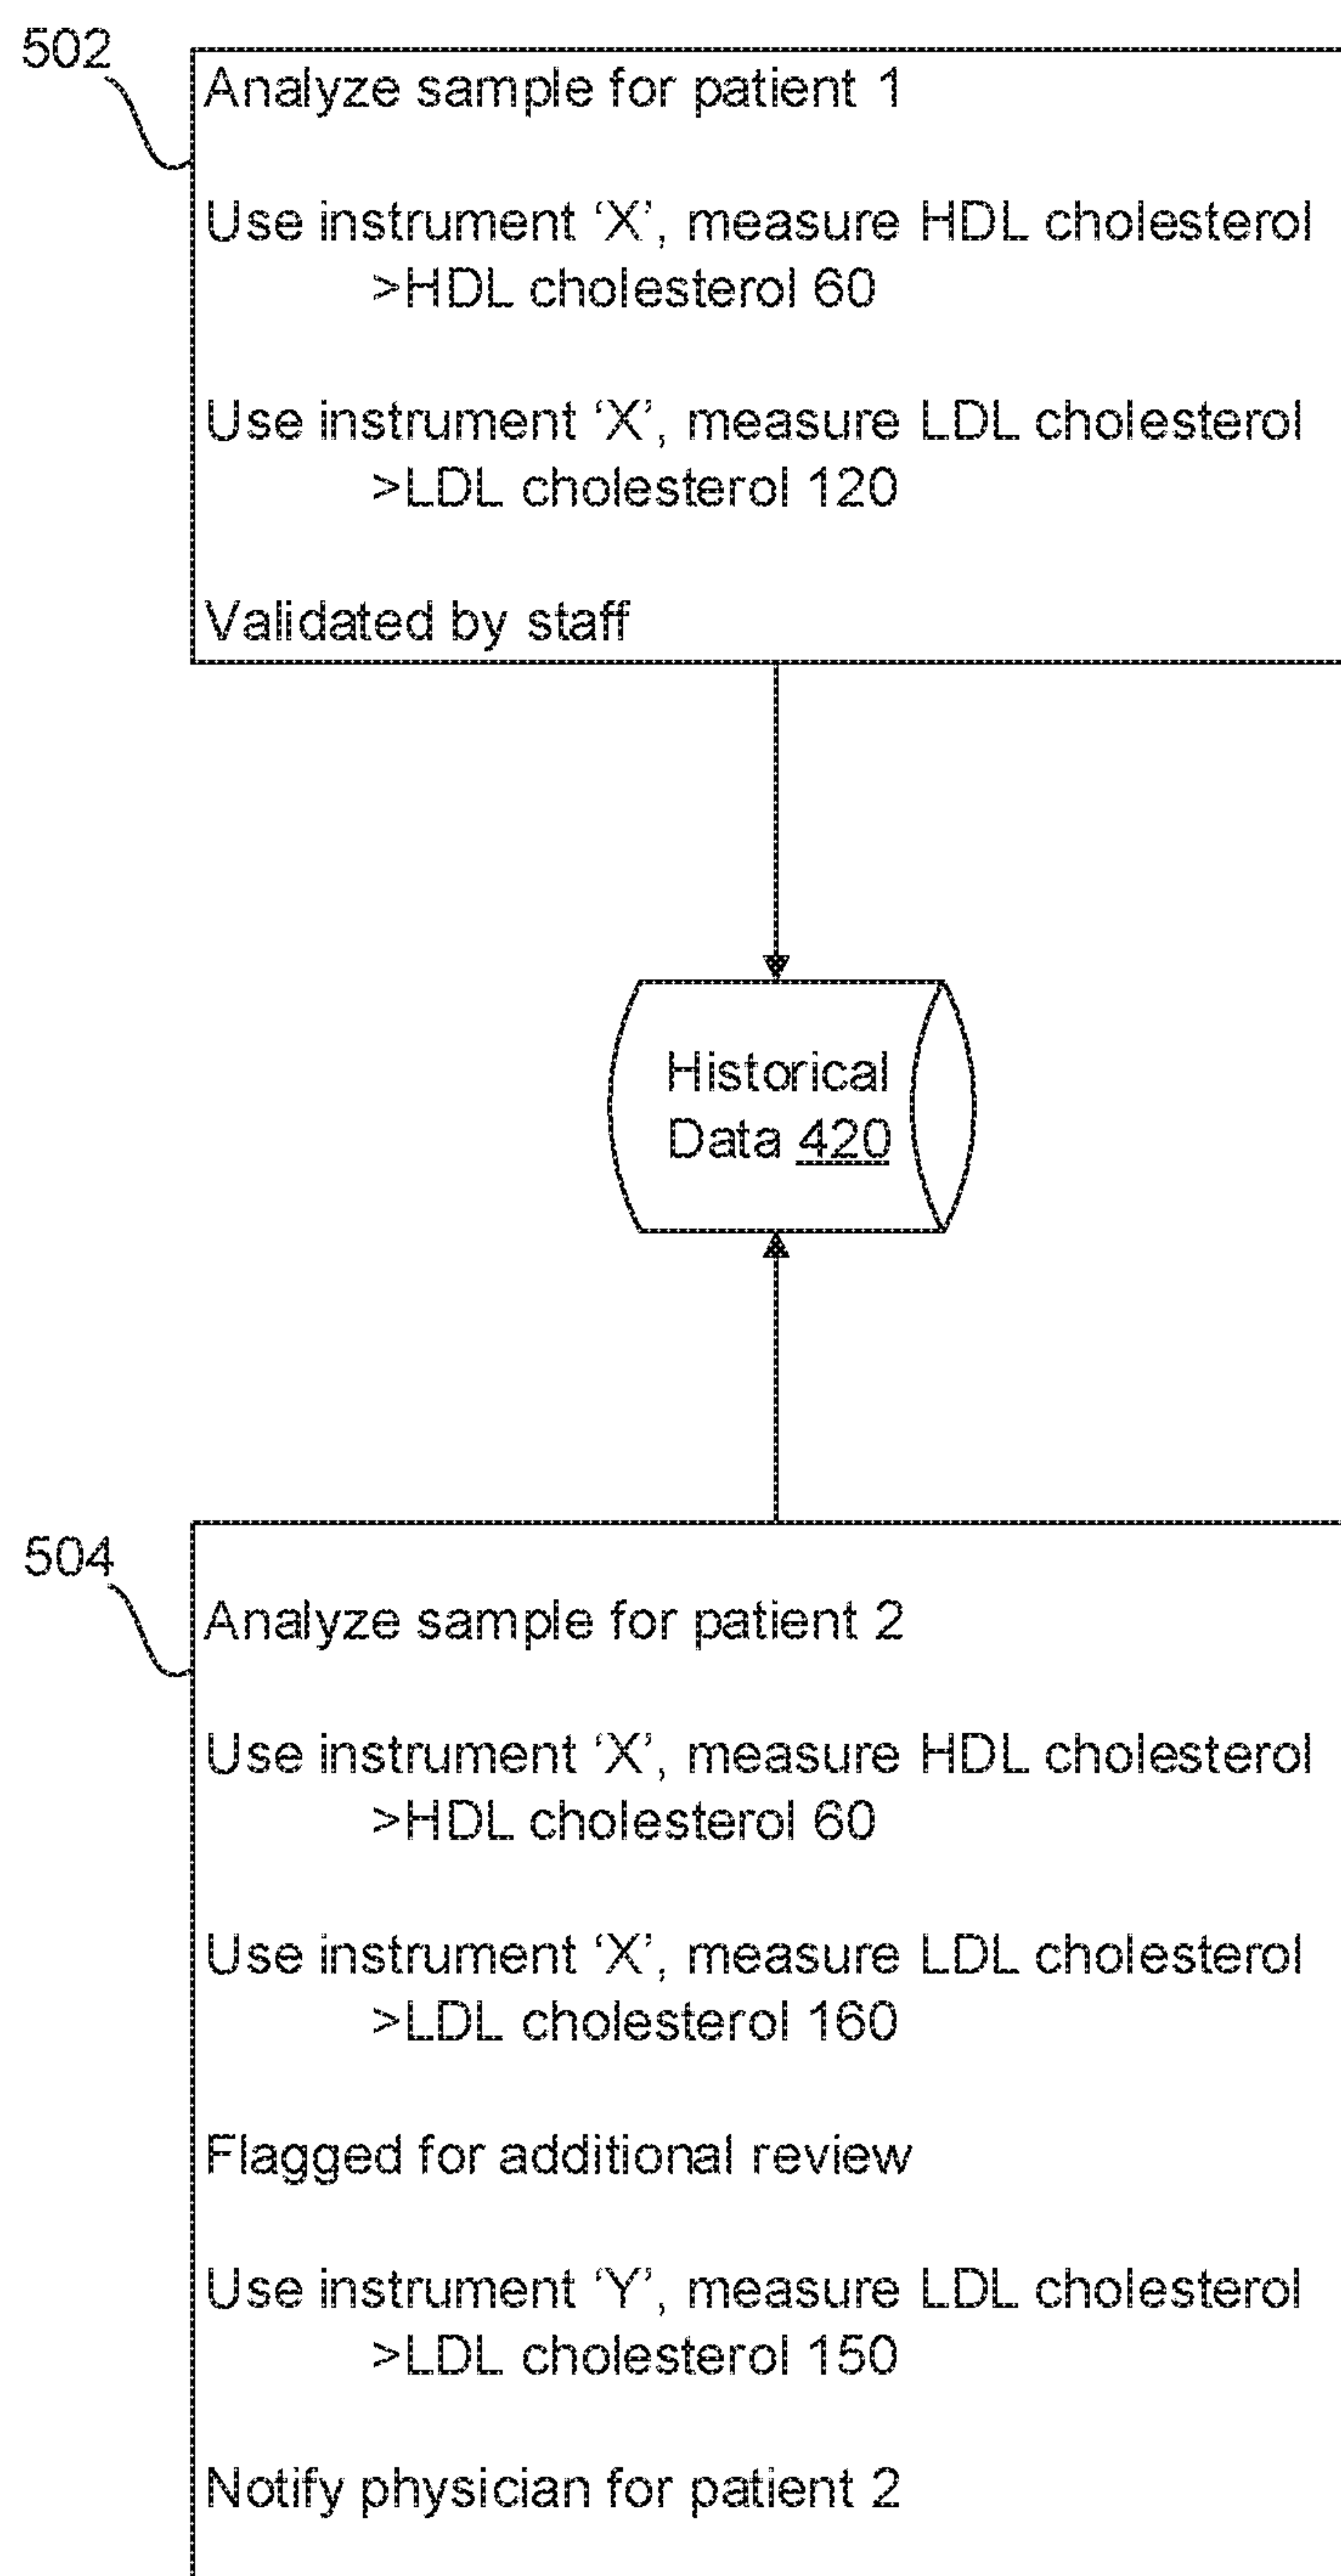 502
Analyze sample for patient 1
Use instrument ‘X’, measure HDL cholesterol
>HDL cholesterol 60
Use instrument ‘X’, measure LDL cholesterol
>LDL cholesterol 120
Validated by staff
Historical
Data 420
504
Analyze sample for patient 2
Use instrument ‘X’, measure HDL cholesterol
>HDL cholesterol 60
Use instrument ‘X’, measure LDL cholesterol
>LDL cholesterol 160
Flagged for additional review
Use instrument ‘Y’, measure LDL cholesterol
>LDL cholesterol 150
Notify physician for patient 2